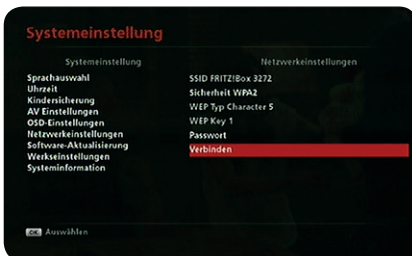 Systemeinstellung
Systemeinstellung
Sprachauswahl
Uhrzeit
Kindersicherung
AV Einstellungen
OSD-Einstellungen
Netzwerkeinstellungen
Software-Aktualisierung
Werkseinstellungen
Systeminformation
Netzwerkeinstellungen
SSID FRITZ!Box 3272
Sicherheit WPA2
WEP Typ Character 5
WEP Key 1
Passwort
Verbinden
OK Auswählen